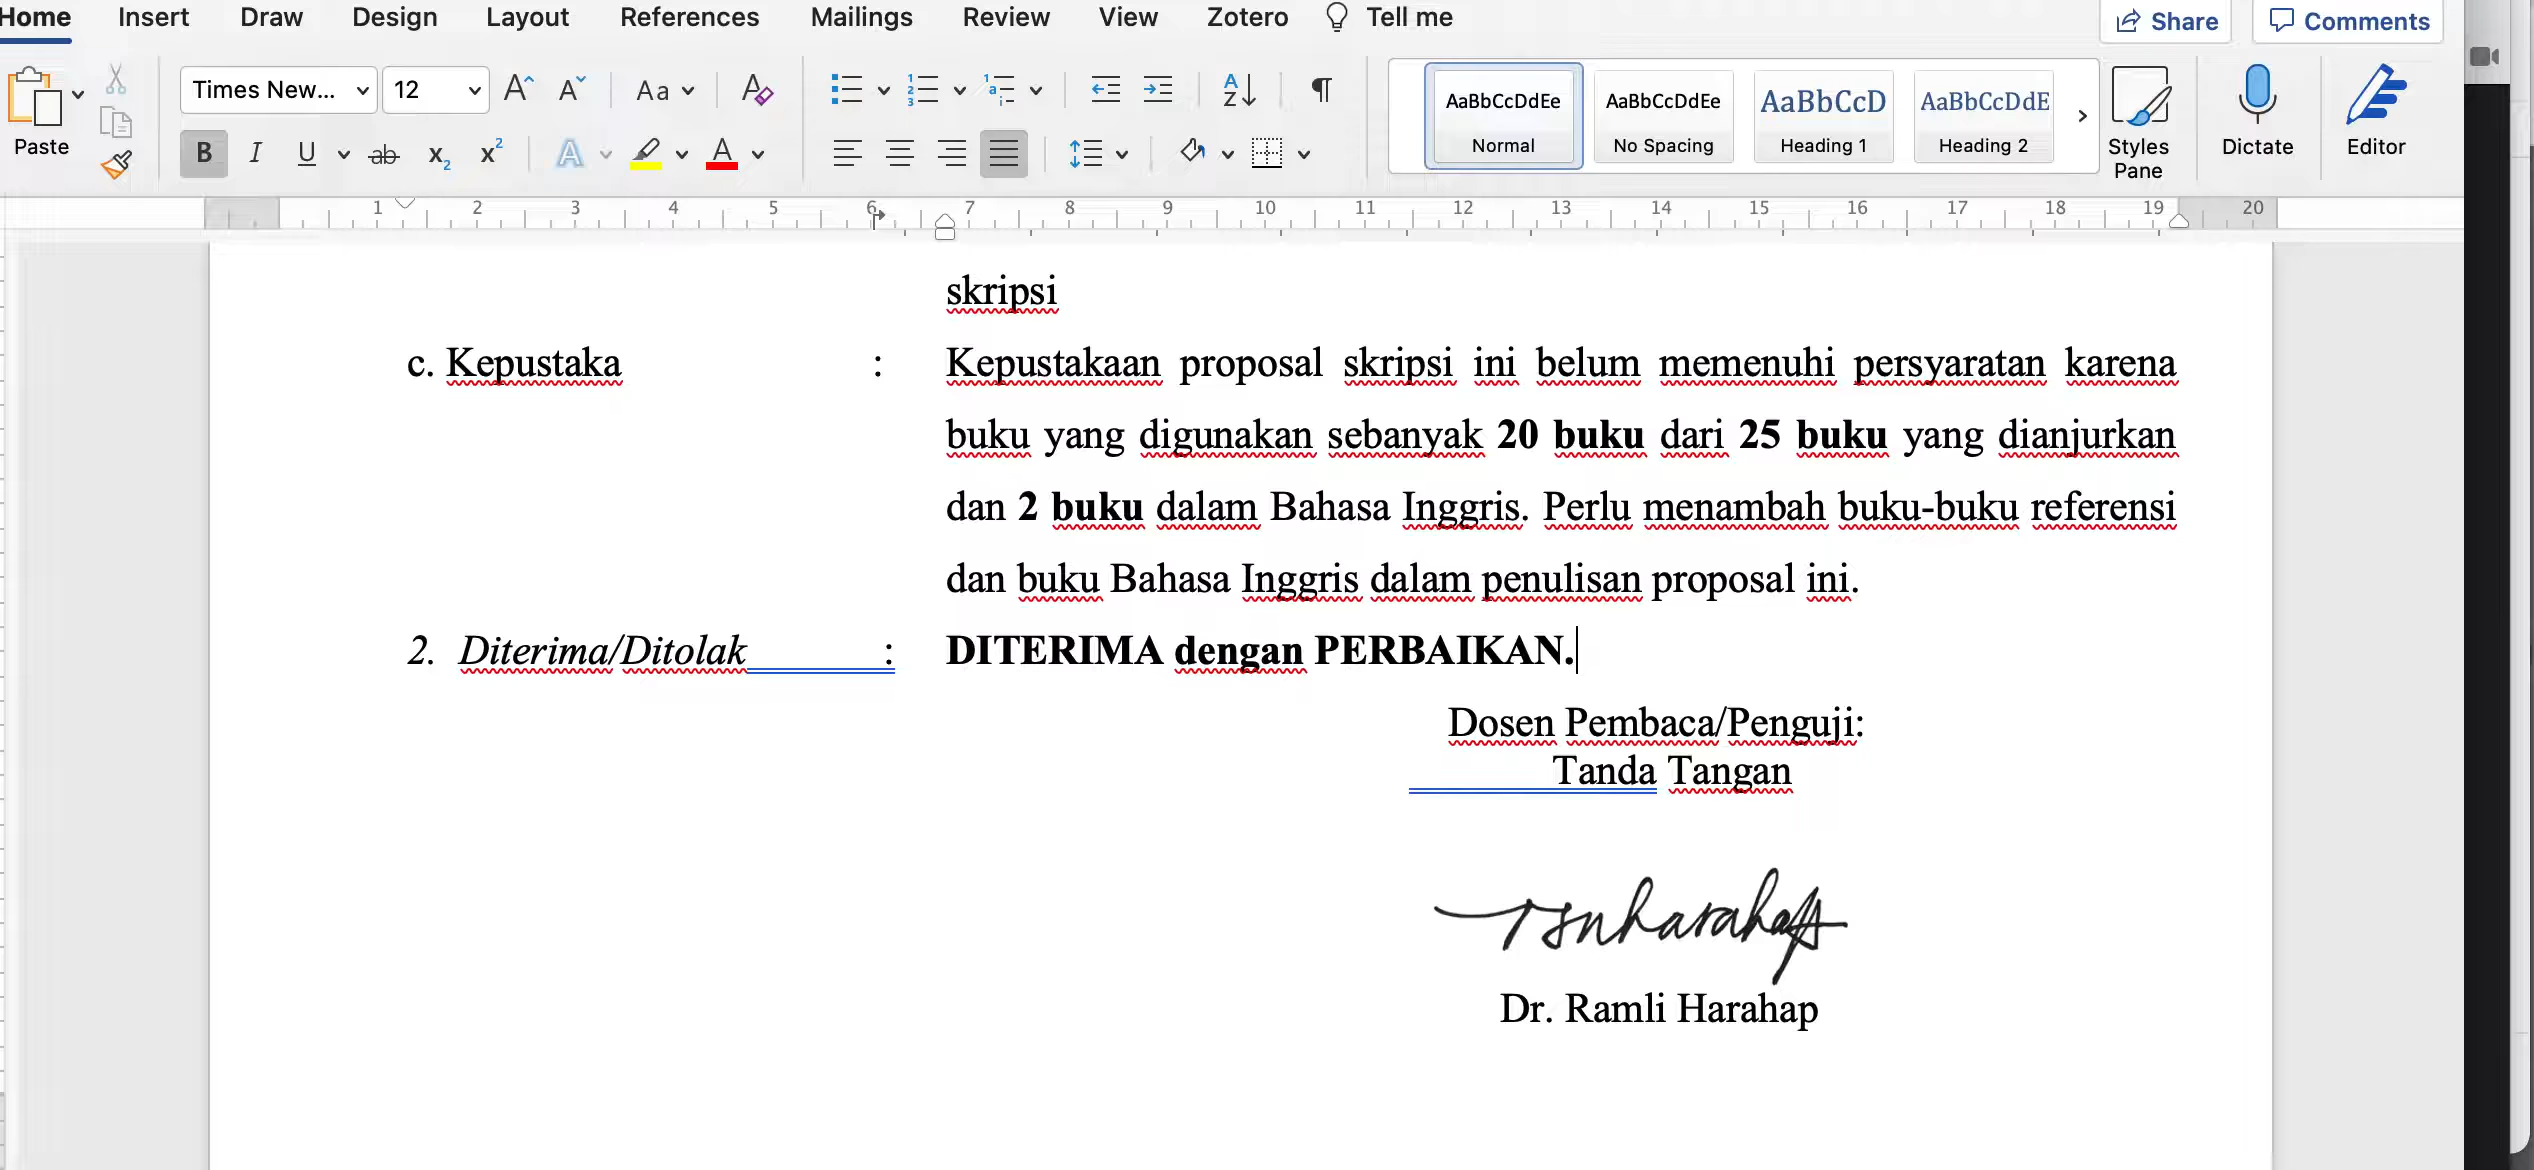 Home Insert Draw Design Layout References Mailings Review View Zotero Tell me Share Comments
Times New... 12 Aa
Paste B I U ab x2 x2 A A
AaBbCcDdEe AaBbCcDdEe AaBbCcD AaBbCcDdE
Normal No Spacing Heading 1 Heading 2
Styles Pane Dictate Editor
1 2 3 4 5 6 7 8 9 10 11 12 13 14 15 16 17 18 19 20
skripsi
c. Kepustaka : Kepustakaan proposal skripsi ini belum memenuhi persyaratan karena
buku yang digunakan sebanyak 20 buku dari 25 buku yang dianjurkan
dan 2 buku dalam Bahasa Inggris. Perlu menambah buku-buku referensi
dan buku Bahasa Inggris dalam penulisan proposal ini.
2. Diterima/Ditolak : DITERIMA dengan PERBAIKAN.
Dosen Pembaca/Penguji:
Tanda Tangan
Dr. Ramli Harahap